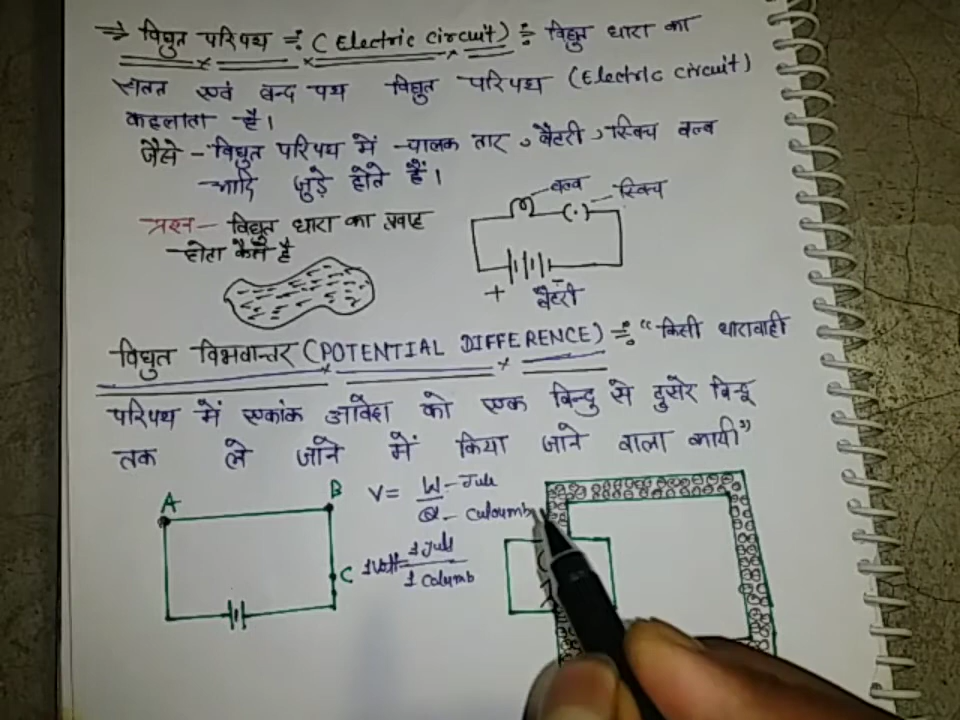 ⇒ विद्युत परिपथ ÷ (Electric circuit) ÷ विद्युत धारा का
सतत एवं बन्द पथ विद्युत परिपथ (Electric circuit)
कहलाता है।
जैसे - विद्युत परिपथ में चालक तार, बैटरी, स्विच बल्ब
आदि जुड़े होते हैं।
बल्ब
स्विच
प्रश्न - विद्युत धारा का प्रवाह
होता कैसे है
+
-
बैटरी
विद्युत विभवान्तर (POTENTIAL DIFFERENCE) ÷ "किसी धारावाही
परिपथ में एकांक आवेश को एक बिन्दु से दुसरे बिन्दू
तक ले जाने में किया जाने वाला कार्य"
A
B
V = W - Jule
Q - Culoumb
C
1 Volt = 1 Jule
1 Columb